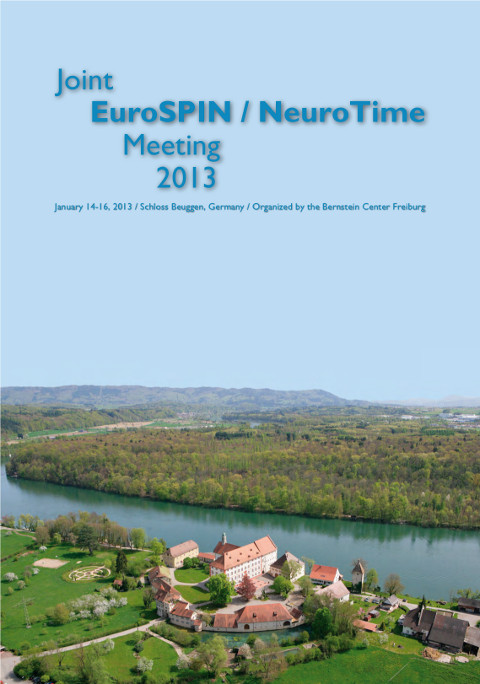 Joint
EuroSPIN / NeuroTime
Meeting
2013
January 14-16, 2013 / Schloss Beuggen, Germany / Organized by the Bernstein Center Freiburg